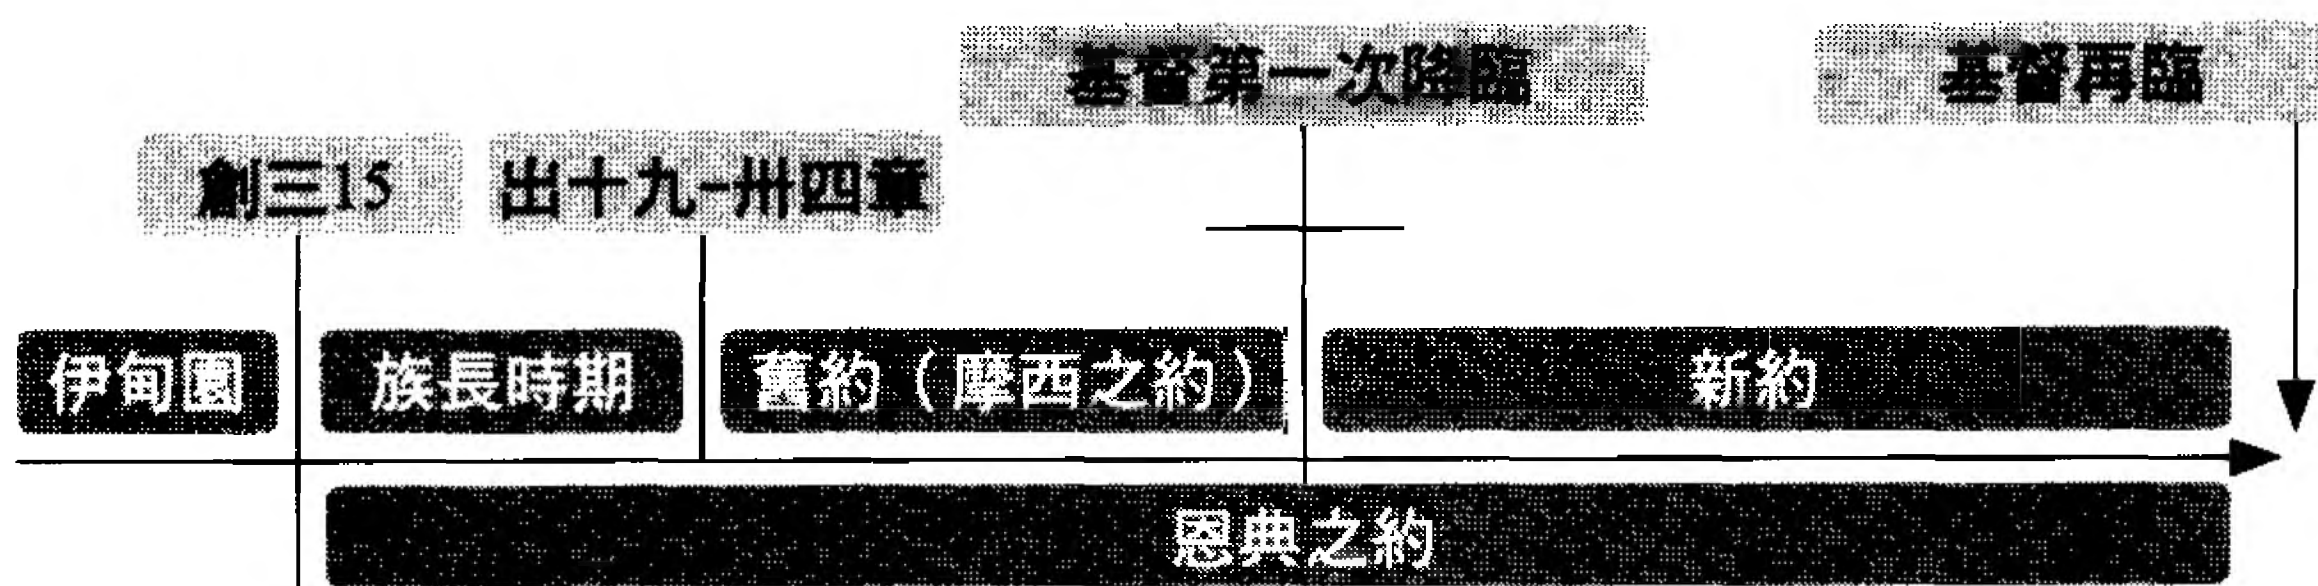 基督第一次降臨
基督再臨
創三15
出十九-卅四章
伊甸園
族長時期
舊約（摩西之約）
新約
恩典之約